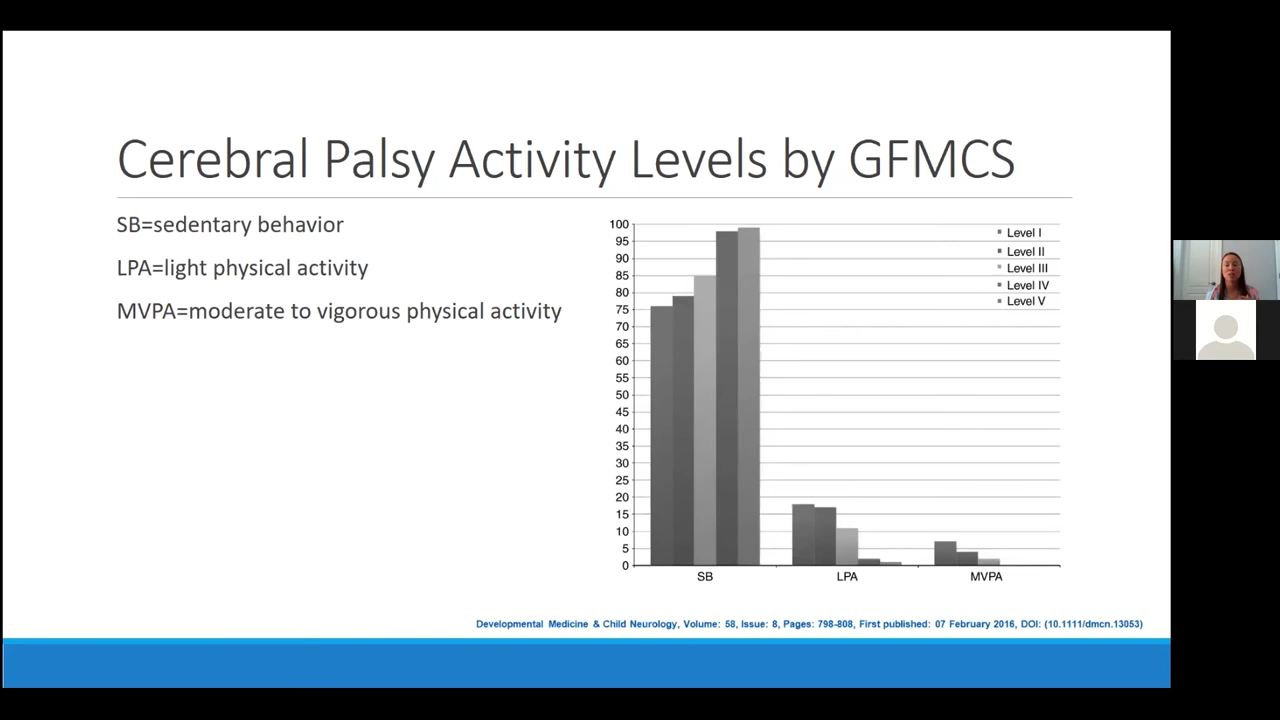 Cerebral Palsy Activity Levels by GFMCS
SB=sedentary behavior
LPA=light physical activity
MVPA=moderate to vigorous physical activity
100
95
90
85
80
75
70
65
60
55
50
45
40
35
30
25
20
15
10
5
0
Level I
Level II
Level III
Level IV
Level V
SB LPA MVPA
Developmental Medicine & Child Neurology, Volume: 58, Issue: 8, Pages: 798-808, First published: 07 February 2016, DOI: (10.1111/dmcn.13053)